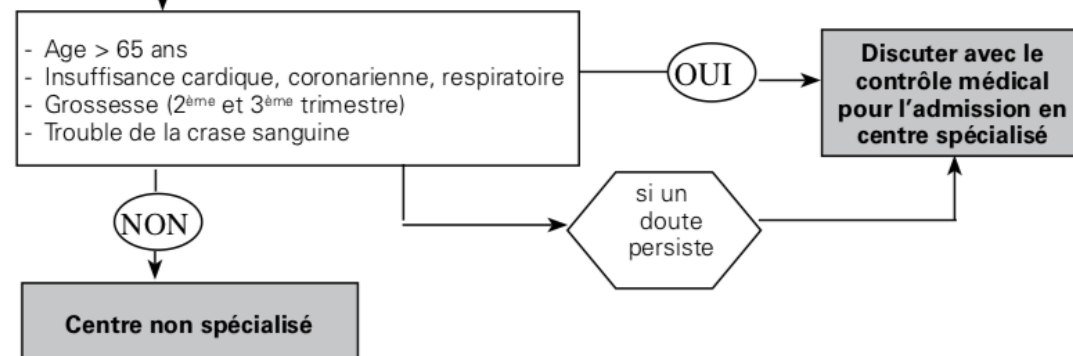 - Age > 65 ans
- Insuffisance cardique, coronarienne, respiratoire
- Grossesse (2ème et 3ème trimestre)
- Trouble de la crase sanguine
OUI
Discuter avec le
contrôle médical
pour l'admission en
centre spécialisé
NON
si un
doute
persiste
Centre non spécialisé